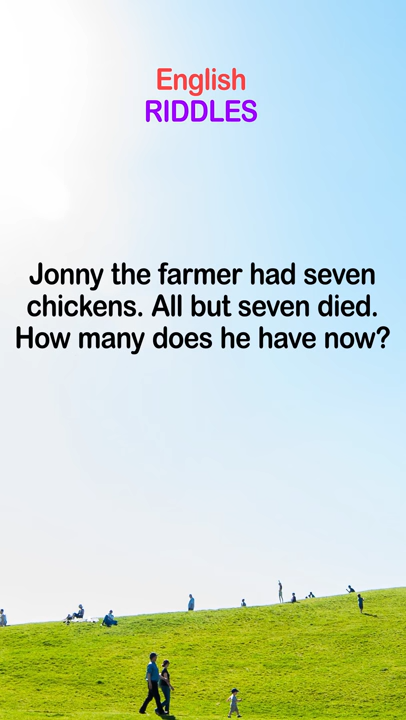 English
RIDDLES
Jonny the farmer had seven
chickens. All but seven died.
How many does he have now?